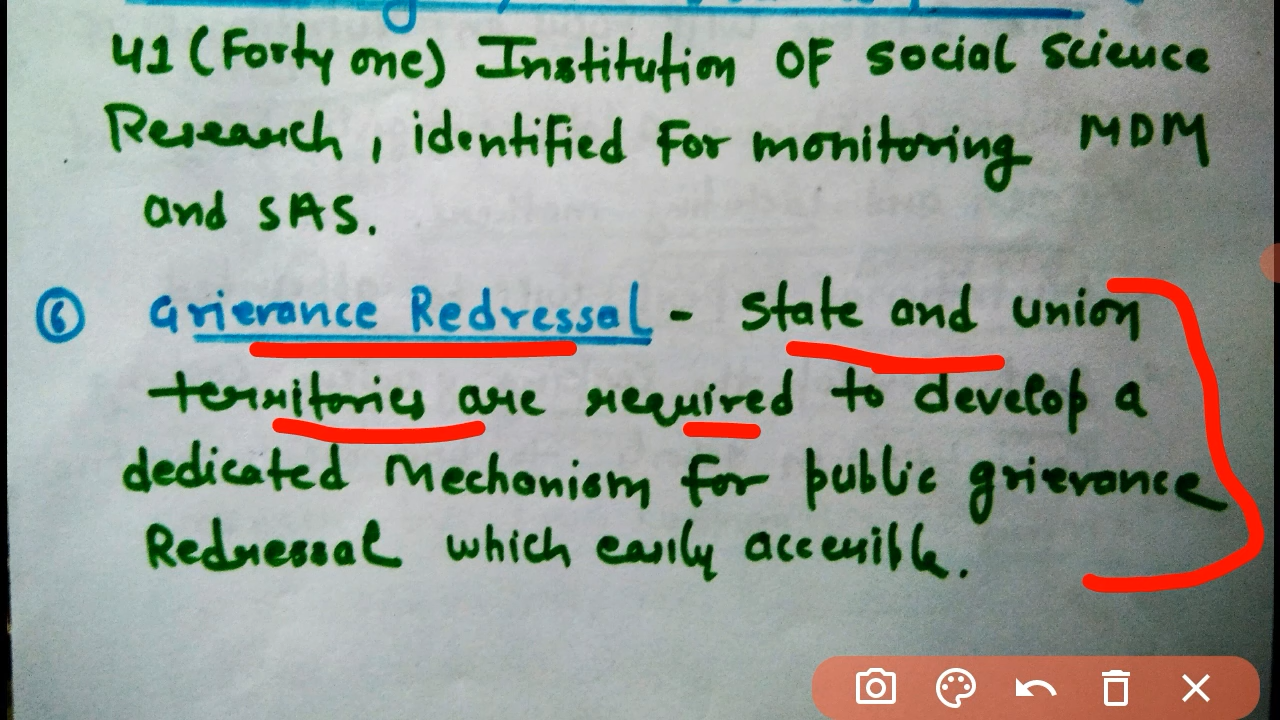 41 (Forty one) Institution OF social Science
Research, identified For monitoring MDM
and SAS.
6 Grievance Redressal - State and union
territories are required to develop a
dedicated Mechanism for public grievance
Redressal which easily accesible.